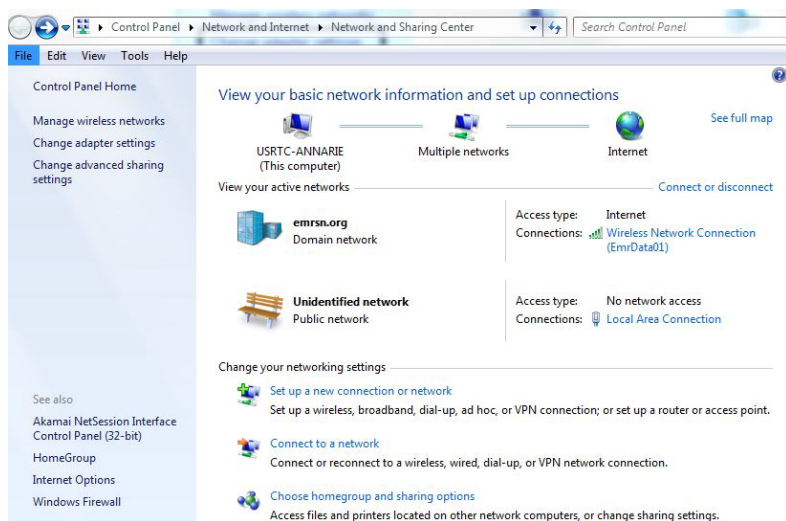 Control Panel ▸ Network and Internet ▸ Network and Sharing Center
Search Control Panel
File Edit View Tools Help
Control Panel Home
Manage wireless networks
Change adapter settings
Change advanced sharing
settings
See also
Akamai NetSession Interface
Control Panel (32-bit)
HomeGroup
Internet Options
Windows Firewall
View your basic network information and set up connections
See full map
USRTC-ANNARIE
(This computer)
Multiple networks
Internet
View your active networks
Connect or disconnect
emrsn.org
Domain network
Access type: Internet
Connections: Wireless Network Connection
(EmrData01)
Unidentified network
Public network
Access type: No network access
Connections: Local Area Connection
Change your networking settings
Set up a new connection or network
Set up a wireless, broadband, dial-up, ad hoc, or VPN connection; or set up a router or access point.
Connect to a network
Connect or reconnect to a wireless, wired, dial-up, or VPN network connection.
Choose homegroup and sharing options
Access files and printers located on other network computers, or change sharing settings.